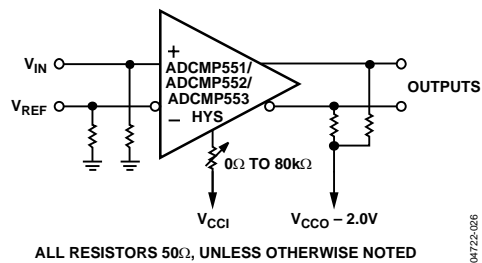 V_IN
V_REF
+
−
ADCMP551/
ADCMP552/
ADCMP553
HYS
OUTPUTS
0Ω TO 80kΩ
V_CCI
V_CCO – 2.0V
ALL RESISTORS 50Ω, UNLESS OTHERWISE NOTED
04722-026